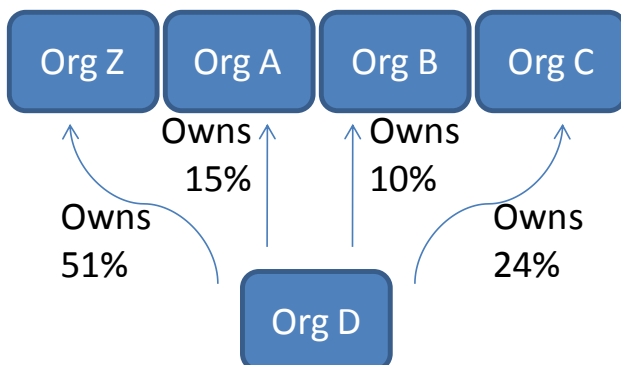 Org Z
Org A
Org B
Org C
Owns
15%
Owns
10%
Owns
51%
Owns
24%
Org D